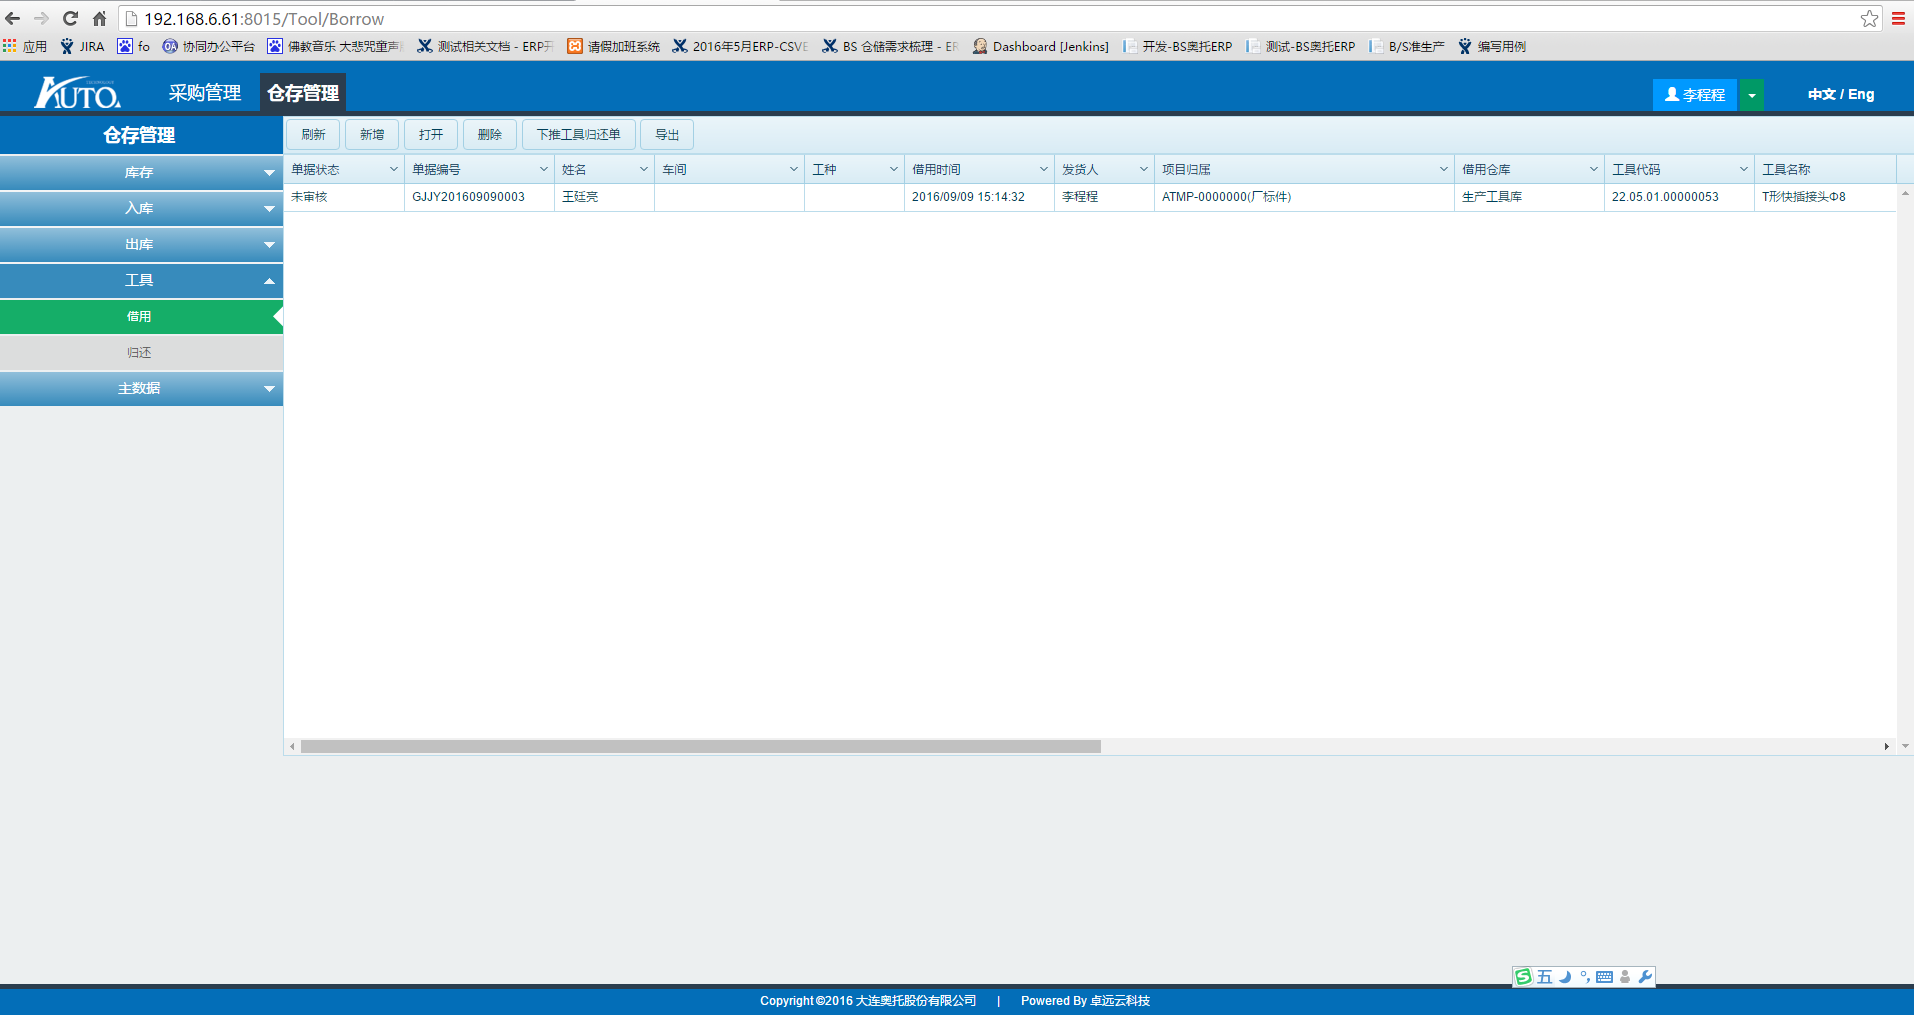 192.168.6.61:8015/Tool/Borrow
应用 JIRA fo 协同办公平台 佛教音乐 大悲咒童声 测试相关文档 - ERP开 请假加班系统 2016年5月ERP-CSVE BS 仓储需求梳理 - ER Dashboard [Jenkins] 开发-BS奥托ERP 测试-BS奥托ERP B/S准生产 编写用例
AUTO 采购管理 仓存管理 李程程 中文 / Eng
仓存管理 刷新 新增 打开 删除 下推工具归还单 导出
库存
入库
出库
工具
借用
归还
主数据
单据状态 单据编号 姓名 车间 工种 借用时间 发货人 项目归属 借用仓库 工具代码 工具名称
未审核 GJJY201609090003 王廷亮 2016/09/09 15:14:32 李程程 ATMP-0000000(厂标件) 生产工具库 22.05.01.00000053 T形快插接头Φ8
五
Copyright ©2016 大连奥托股份有限公司 | Powered By 卓远云科技